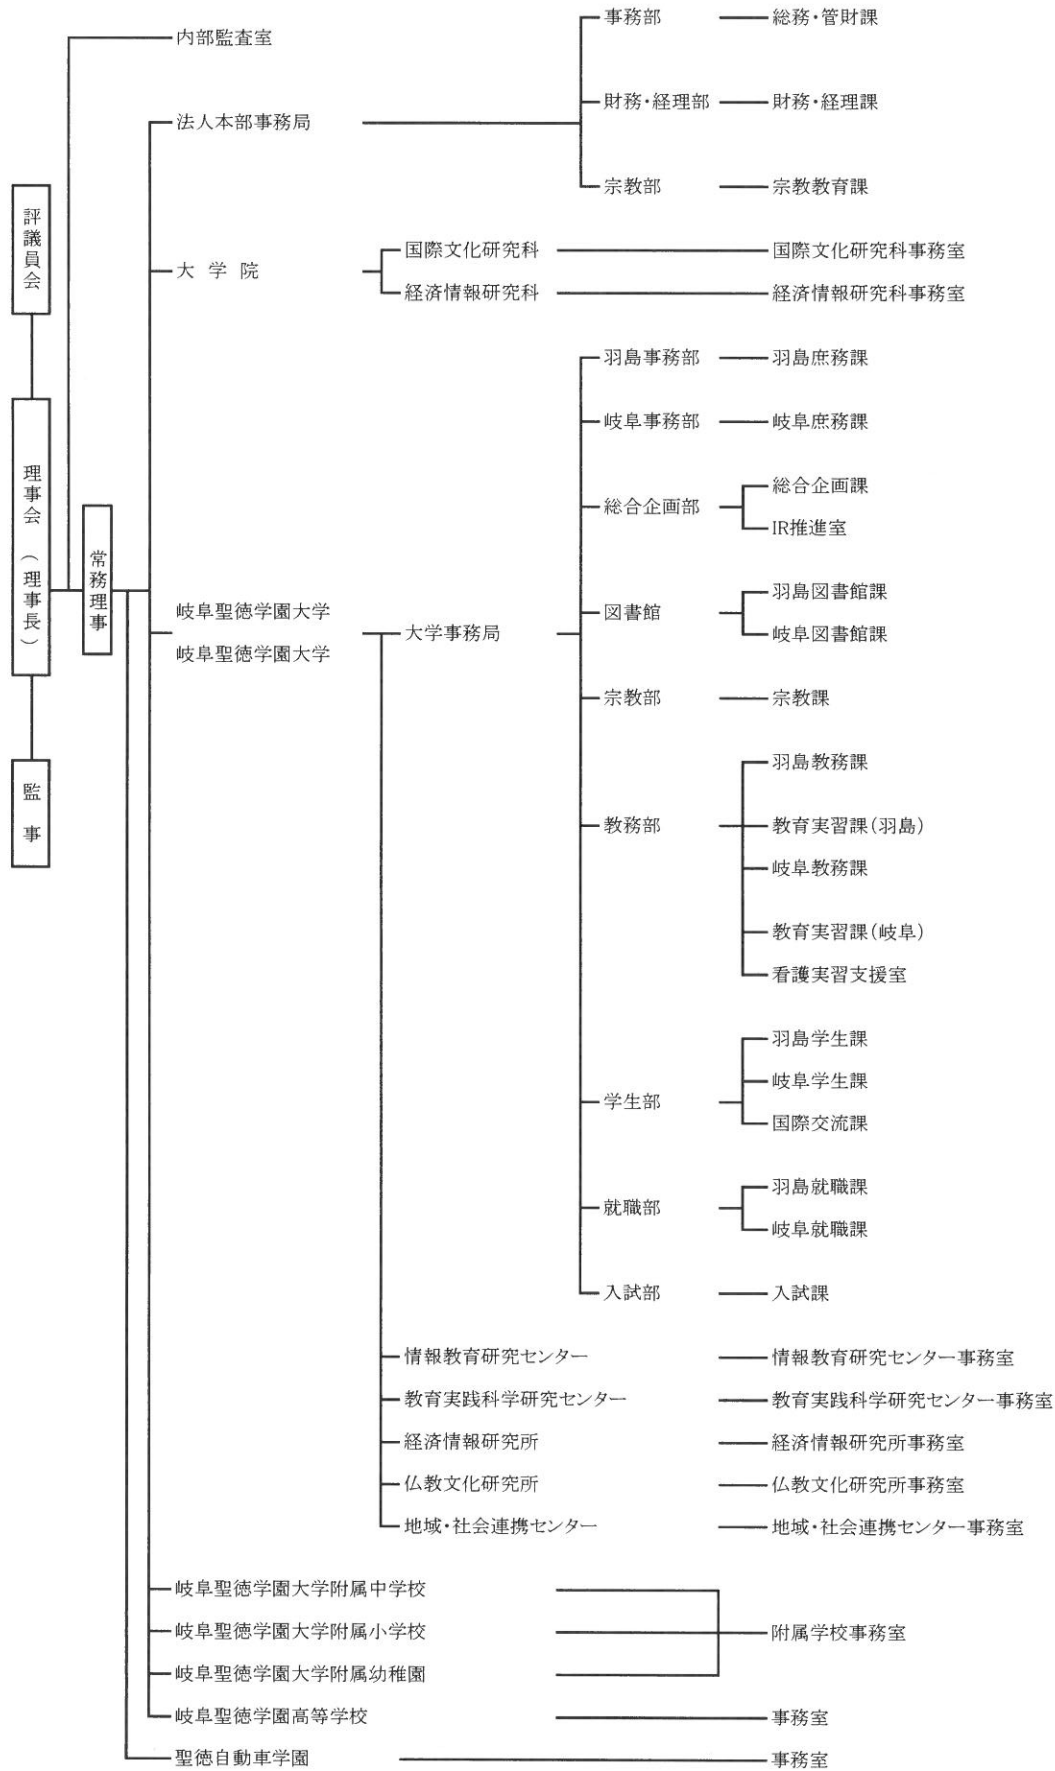 評議員会
理事会（理事長）
監事
常務理事
内部監査室
法人本部事務局
事務部
総務・管財課
財務・経理部
財務・経理課
宗教部
宗教教育課
大学院
国際文化研究科
国際文化研究科事務室
経済情報研究科
経済情報研究科事務室
岐阜聖徳学園大学
岐阜聖徳学園大学
大学事務局
羽島事務部
羽島庶務課
岐阜事務部
岐阜庶務課
総合企画部
総合企画課
IR推進室
図書館
羽島図書館課
岐阜図書館課
宗教部
宗教課
教務部
羽島教務課
教育実習課(羽島)
岐阜教務課
教育実習課(岐阜)
看護実習支援室
学生部
羽島学生課
岐阜学生課
国際交流課
就職部
羽島就職課
岐阜就職課
入試部
入試課
情報教育研究センター
情報教育研究センター事務室
教育実践科学研究センター
教育実践科学研究センター事務室
経済情報研究所
経済情報研究所事務室
仏教文化研究所
仏教文化研究所事務室
地域・社会連携センター
地域・社会連携センター事務室
岐阜聖徳学園大学附属中学校
岐阜聖徳学園大学附属小学校
岐阜聖徳学園大学附属幼稚園
附属学校事務室
岐阜聖徳学園高等学校
事務室
聖徳自動車学園
事務室